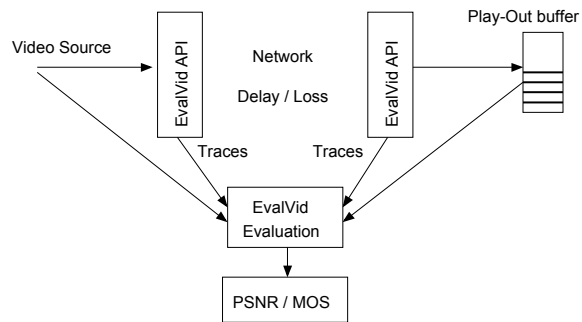 Play-Out buffer
Video Source
EvalVid API
Network
Delay / Loss
EvalVid API
Traces
Traces
EvalVid
Evaluation
PSNR / MOS